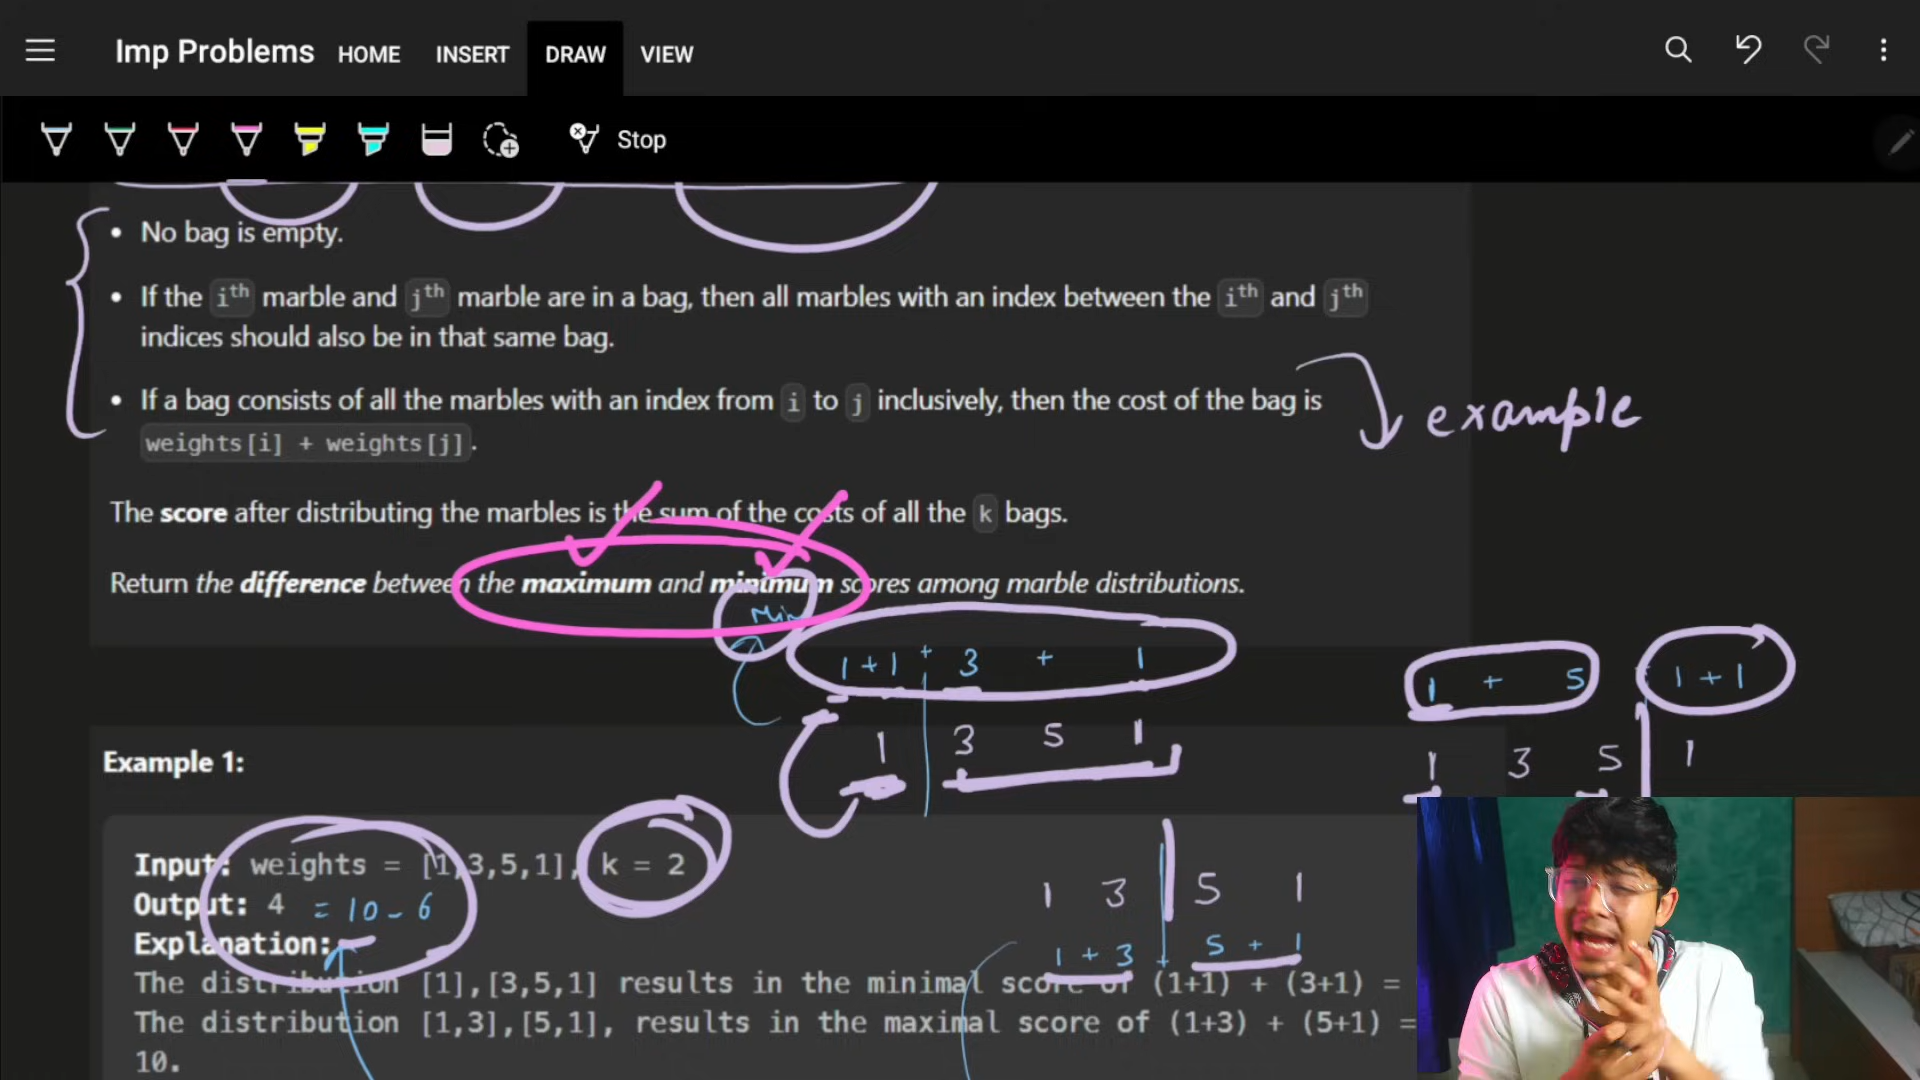 Imp Problems HOME INSERT DRAW VIEW
Stop
• No bag is empty.
• If the ith marble and jth marble are in a bag, then all marbles with an index between the ith and jth
indices should also be in that same bag.
• If a bag consists of all the marbles with an index from i to j inclusively, then the cost of the bag is
weights[i] + weights[j].
example
The score after distributing the marbles is the sum of the costs of all the k bags.
Return the difference between the maximum and minimum scores among marble distributions.
Min
1 + 1 + 3 + 1
1 + 5 1 + 1
1 3 5 1
1 3 5 1
Example 1:
Input: weights = [1,3,5,1], k = 2
Output: 4 = 10 - 6
1 3 5 1
Explanation:
1 + 3 + 5 + 1
The distribution [1],[3,5,1] results in the minimal score of (1+1) + (3+1) =
The distribution [1,3],[5,1], results in the maximal score of (1+3) + (5+1) =
10.